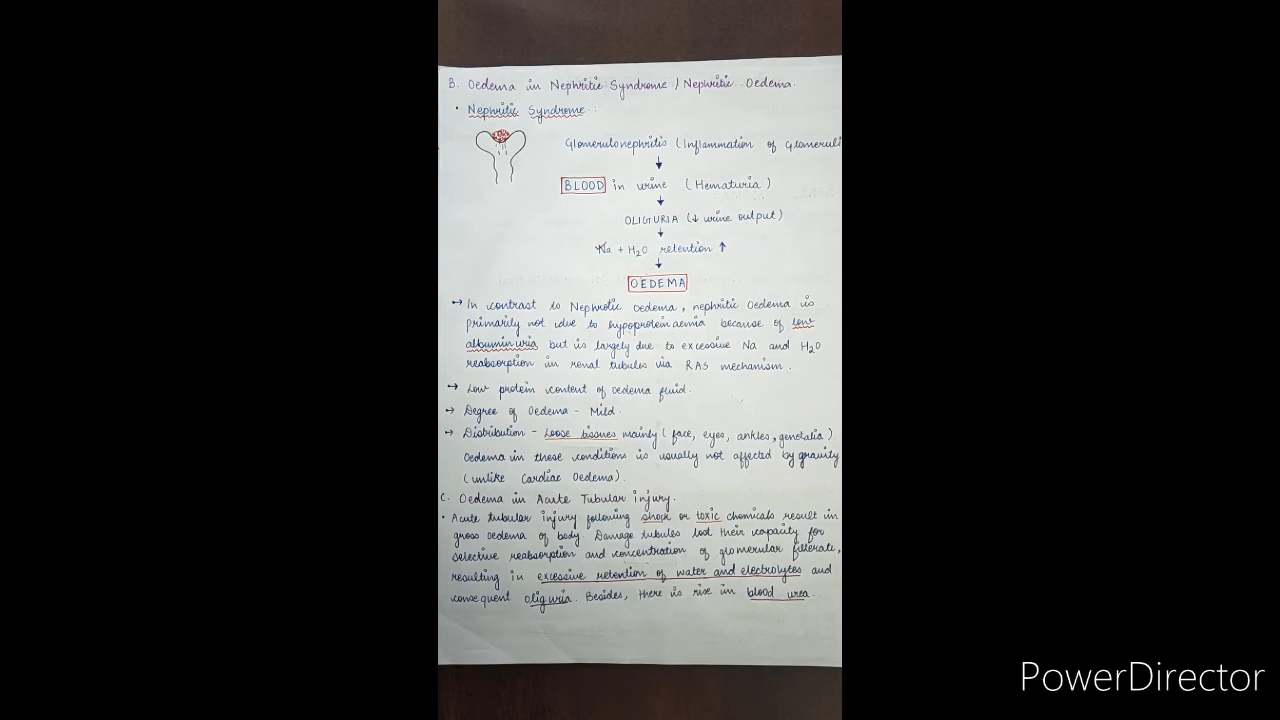 B. Oedema in Nephritic Syndrome / Nephritic Oedema.
• Nephritic Syndrome :
Glomerulonephritis (Inflammation of Glomeruli
↓
BLOOD in urine (Hematuria)
↓
OLIGURIA (↓ urine output)
↓
Na + H2O retention ↑
↓
OEDEMA
↔ In contrast to Nephrotic oedema, nephritic Oedema is
primarily not due to hypoproteinaemia because of low
albuminuria but is largely due to excessive Na and H2O
reabsorption in renal tubules via RAS mechanism.
↔ Low protein content of oedema fluid.
↔ Degree of Oedema - Mild.
↔ Distribution - Loose tissues mainly (face, eyes, ankles, genetalia)
Oedema in these conditions is usually not affected by gravity
(unlike Cardiac Oedema).
C. Oedema in Acute Tubular injury.
• Acute tubular injury following shock or toxic chemicals result in
gross oedema of body. Damage tubules lost their capacity for
selective reabsorption and concentration of glomerular filterate,
resulting in excessive retention of water and electrolytes and
consequent oliguria. Besides, there is rise in blood urea.
PowerDirector